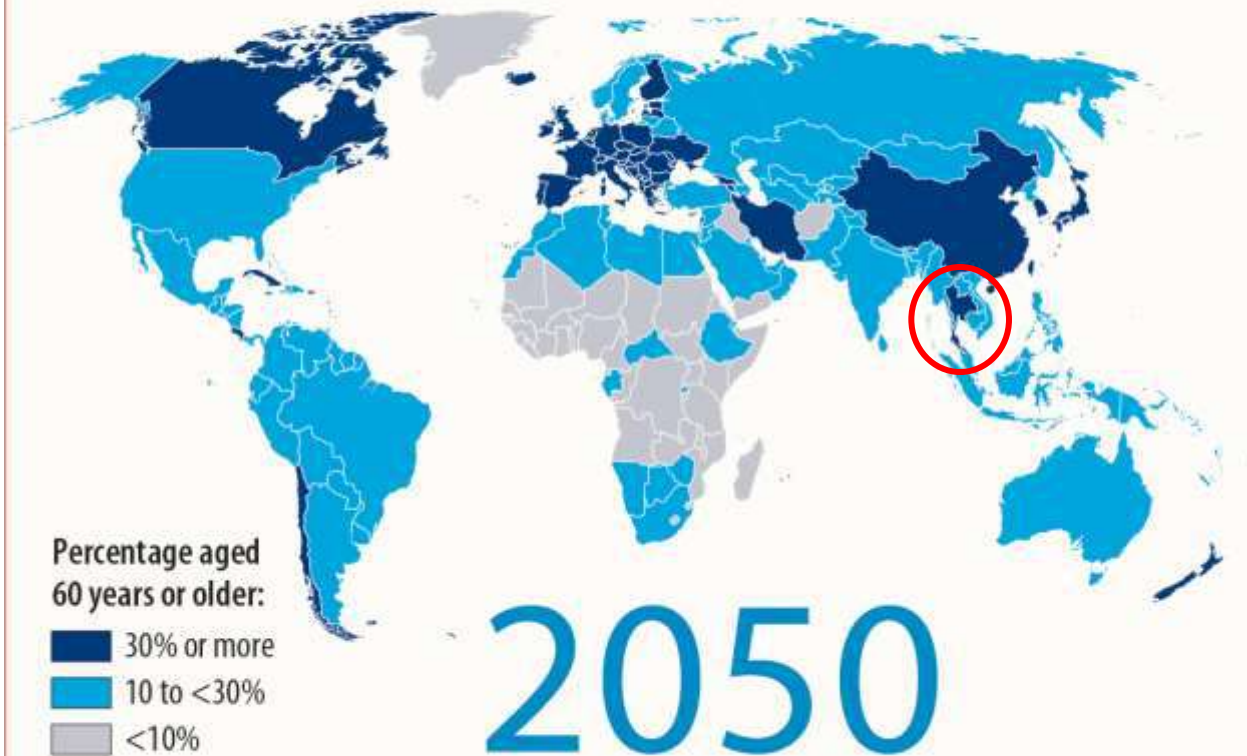 Percentage aged
60 years or older:
30% or more
10 to <30%
<10%
2050